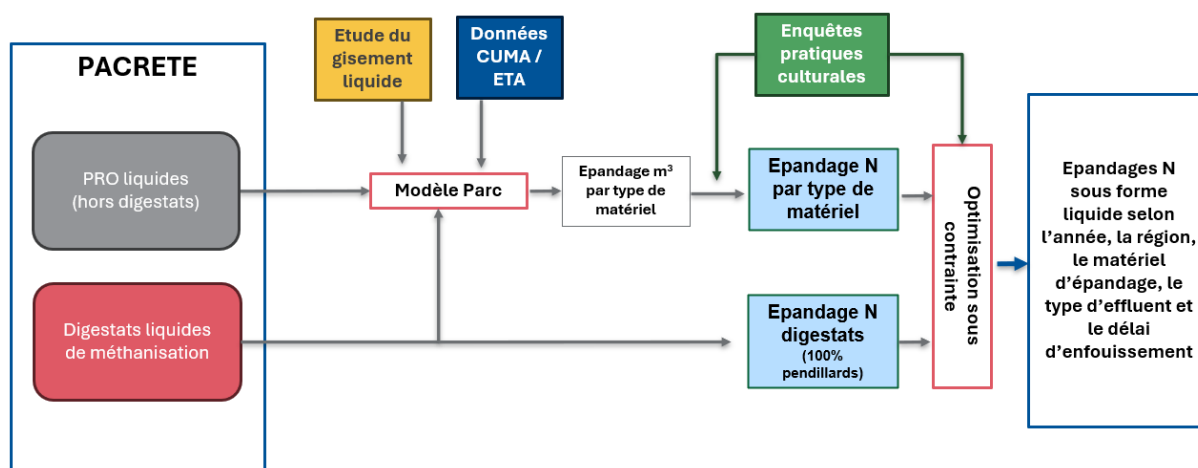 PACRETE
Etude du
gisement
liquide
Données
CUMA /
ETA
Enquêtes
pratiques
culturales
PRO liquides
(hors digestats)
Modèle Parc
Epandage m³
par type de
matériel
Epandage N
par type de
matériel
Digestats liquides
de méthanisation
Epandage N
digestats
(100%
pendillards)
Optimisation sous
contrainte
Epandages N
sous forme
liquide selon
l’année, la région,
le matériel
d’épandage, le
type d’effluent et
le délai
d’enfouissement